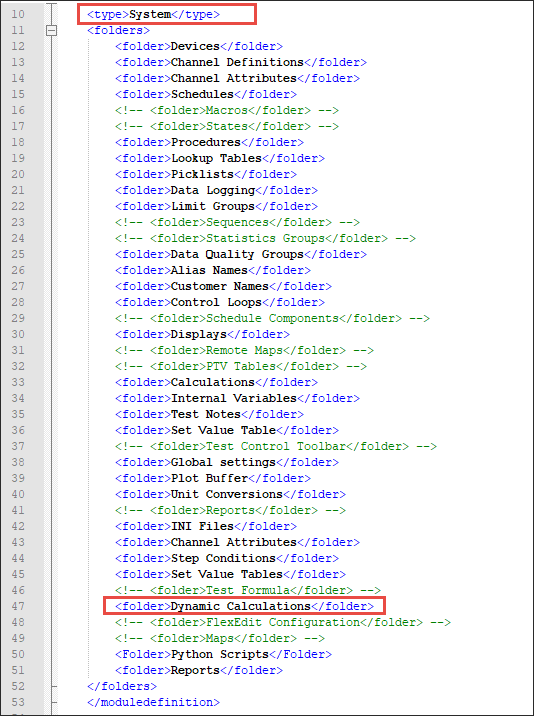 10 <type>System</type>
11 <folders>
12 <folder>Devices</folder>
13 <folder>Channel Definitions</folder>
14 <folder>Channel Attributes</folder>
15 <folder>Schedules</folder>
16 <!-- <folder>Macros</folder> -->
17 <!-- <folder>States</folder> -->
18 <folder>Procedures</folder>
19 <folder>Lookup Tables</folder>
20 <folder>Picklists</folder>
21 <folder>Data Logging</folder>
22 <folder>Limit Groups</folder>
23 <!-- <folder>Sequences</folder> -->
24 <!-- <folder>Statistics Groups</folder> -->
25 <folder>Data Quality Groups</folder>
26 <folder>Alias Names</folder>
27 <folder>Customer Names</folder>
28 <folder>Control Loops</folder>
29 <!-- <folder>Schedule Components</folder> -->
30 <folder>Displays</folder>
31 <!-- <folder>Remote Maps</folder> -->
32 <!-- <folder>PTV Tables</folder> -->
33 <folder>Calculations</folder>
34 <folder>Internal Variables</folder>
35 <folder>Test Notes</folder>
36 <folder>Set Value Table</folder>
37 <!-- <folder>Test Control Toolbar</folder> -->
38 <folder>Global settings</folder>
39 <folder>Plot Buffer</folder>
40 <folder>Unit Conversions</folder>
41 <!-- <folder>Reports</folder> -->
42 <folder>INI Files</folder>
43 <folder>Channel Attributes</folder>
44 <folder>Step Conditions</folder>
45 <folder>Set Value Tables</folder>
46 <!-- <folder>Test Formula</folder> -->
47 <folder>Dynamic Calculations</folder>
48 <!-- <folder>FlexEdit Configuration</folder> -->
49 <!-- <folder>Maps</folder> -->
50 <Folder>Python Scripts</Folder>
51 <folder>Reports</folder>
52 </folders>
53 </moduledefinition>